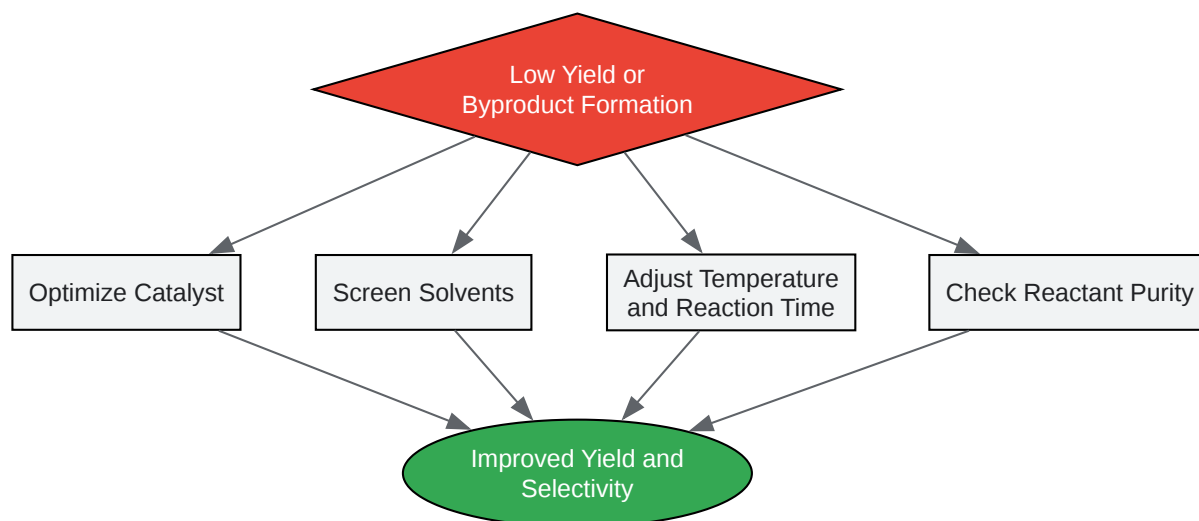 Low Yield or
Byproduct Formation
Optimize Catalyst
Screen Solvents
Adjust Temperature
and Reaction Time
Check Reactant Purity
Improved Yield and
Selectivity